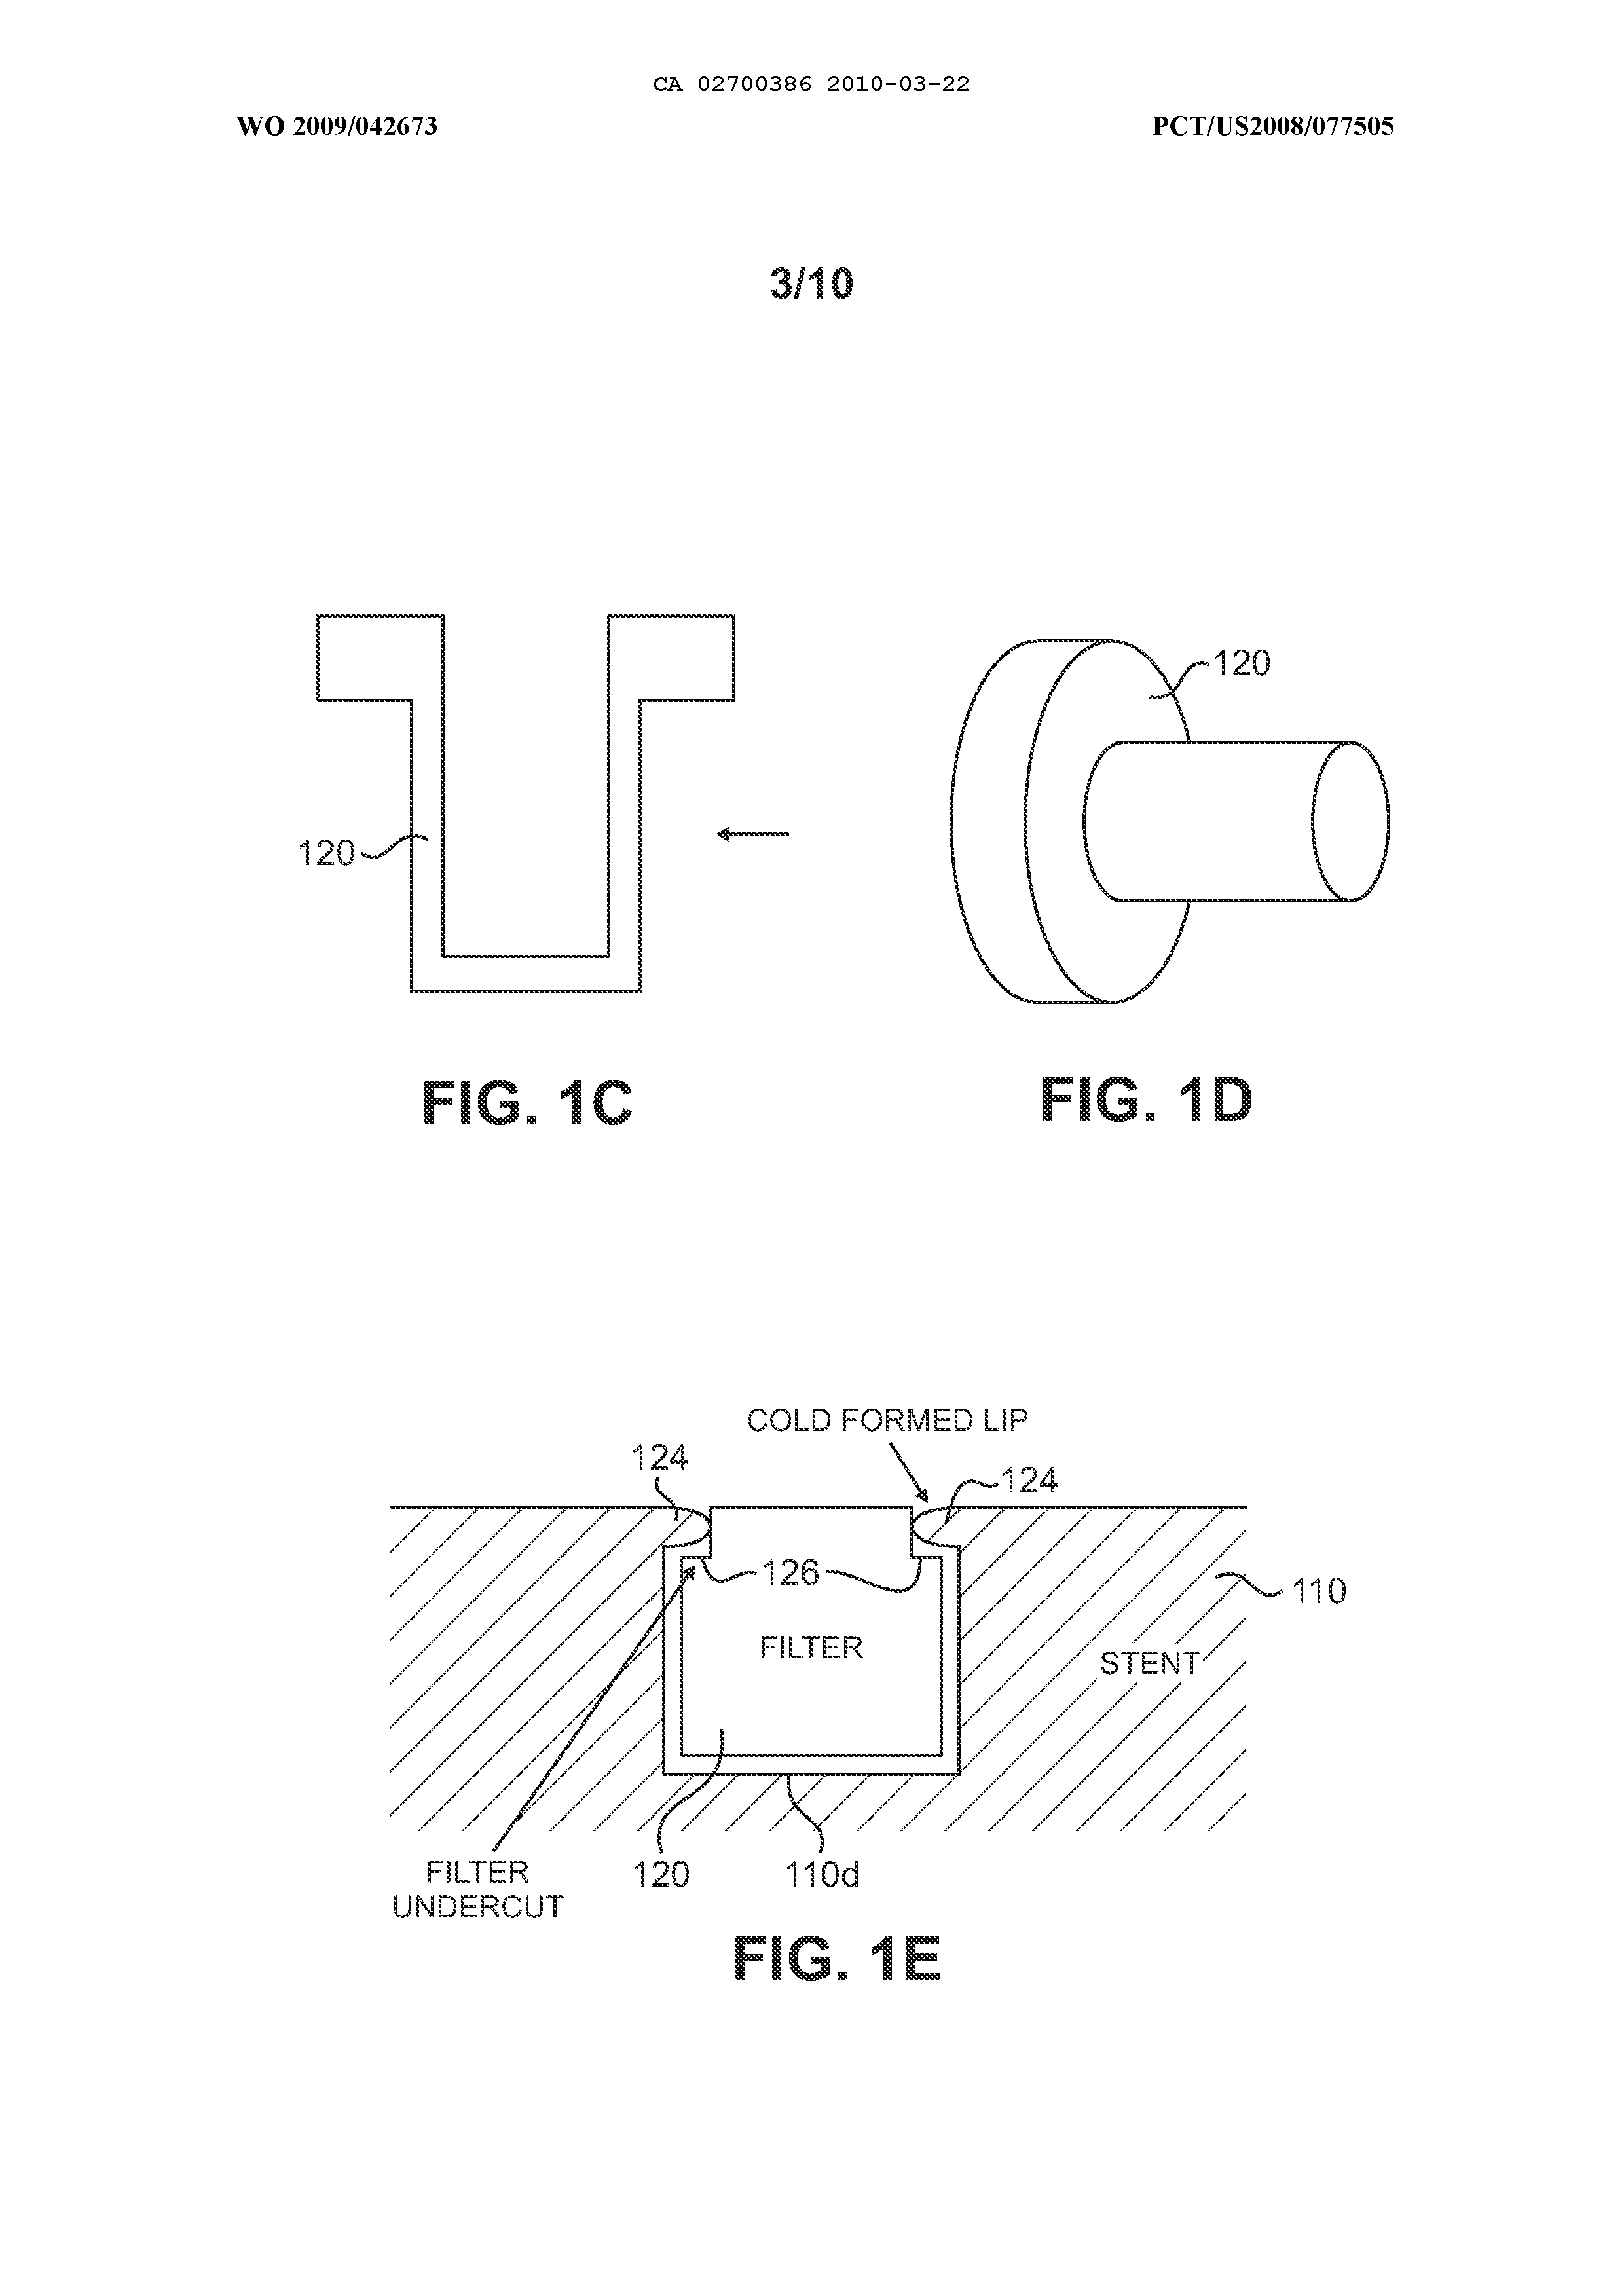 CA 02700386 2010-03-22
WO 2009/042673 PCT/US2008/077505
3/10
120
120
FIG. 1C FIG. 1D
COLD FORMED LIP
124
124
126
110
FILTER
STENT
FILTER
UNDERCUT
120
110d
FIG. 1E